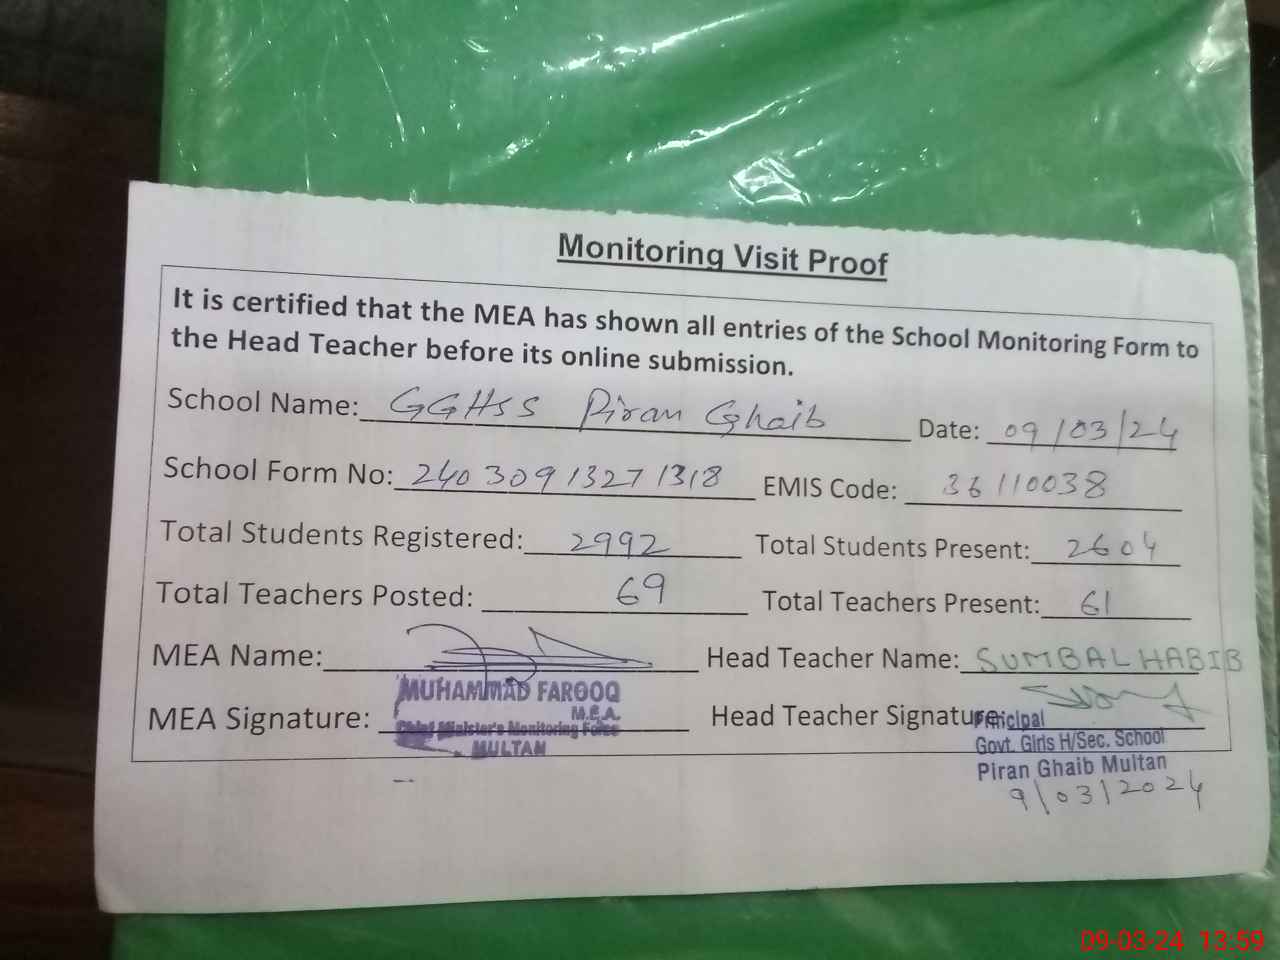 Monitoring Visit Proof
It is certified that the MEA has shown all entries of the School Monitoring Form to
the Head Teacher before its online submission.
School Name: GGHSS Piran Ghaib Date: 09/03/24
School Form No: 240309 1327 1318 EMIS Code: 36110038
Total Students Registered: 2992 Total Students Present: 2604
Total Teachers Posted: 69 Total Teachers Present: 61
MEA Name: Head Teacher Name: SUMBAL HABIB
MUHAMMAD FAROOQ
M.E.A.
MEA Signature: Head Teacher Signature:
Chief Minister's Monitoring Force
MULTAN
Principal
Govt. Girls H/Sec. School
Piran Ghaib Multan
9/03/2024
09-03-24 13:59